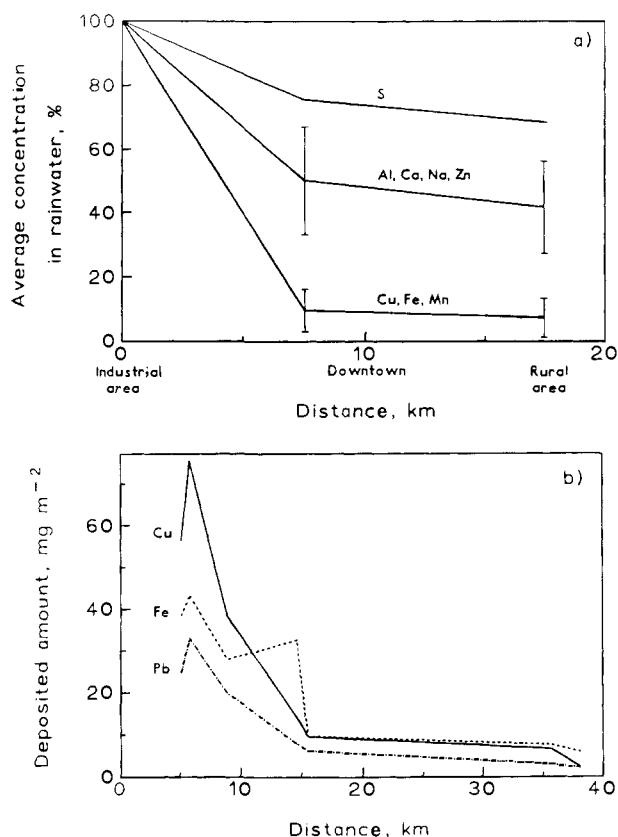 a)
Average concentration
in rainwater, %
100
80
60
40
20
0
S
Al, Ca, Na, Zn
Cu, Fe, Mn
0
10
20
Industrial
area
Downtown
Rural
area
Distance, km
b)
Deposited amount, mg m⁻²
60
40
20
0
Cu
Fe
Pb
0
10
20
30
40
Distance, km